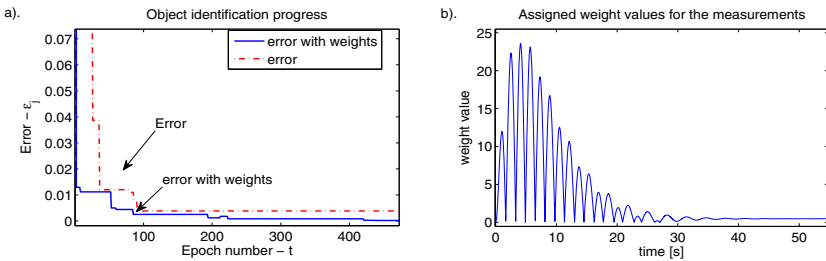 a).
Object identification progress
0.07
0.06
0.05
0.04
0.03
0.02
0.01
0
Error − εj
error with weights
error
Error
error with weights
100
200
300
400
Epoch number − t
b).
Assigned weight values for the measurements
25
20
15
10
5
0
weight value
0
10
20
30
40
50
time [s]